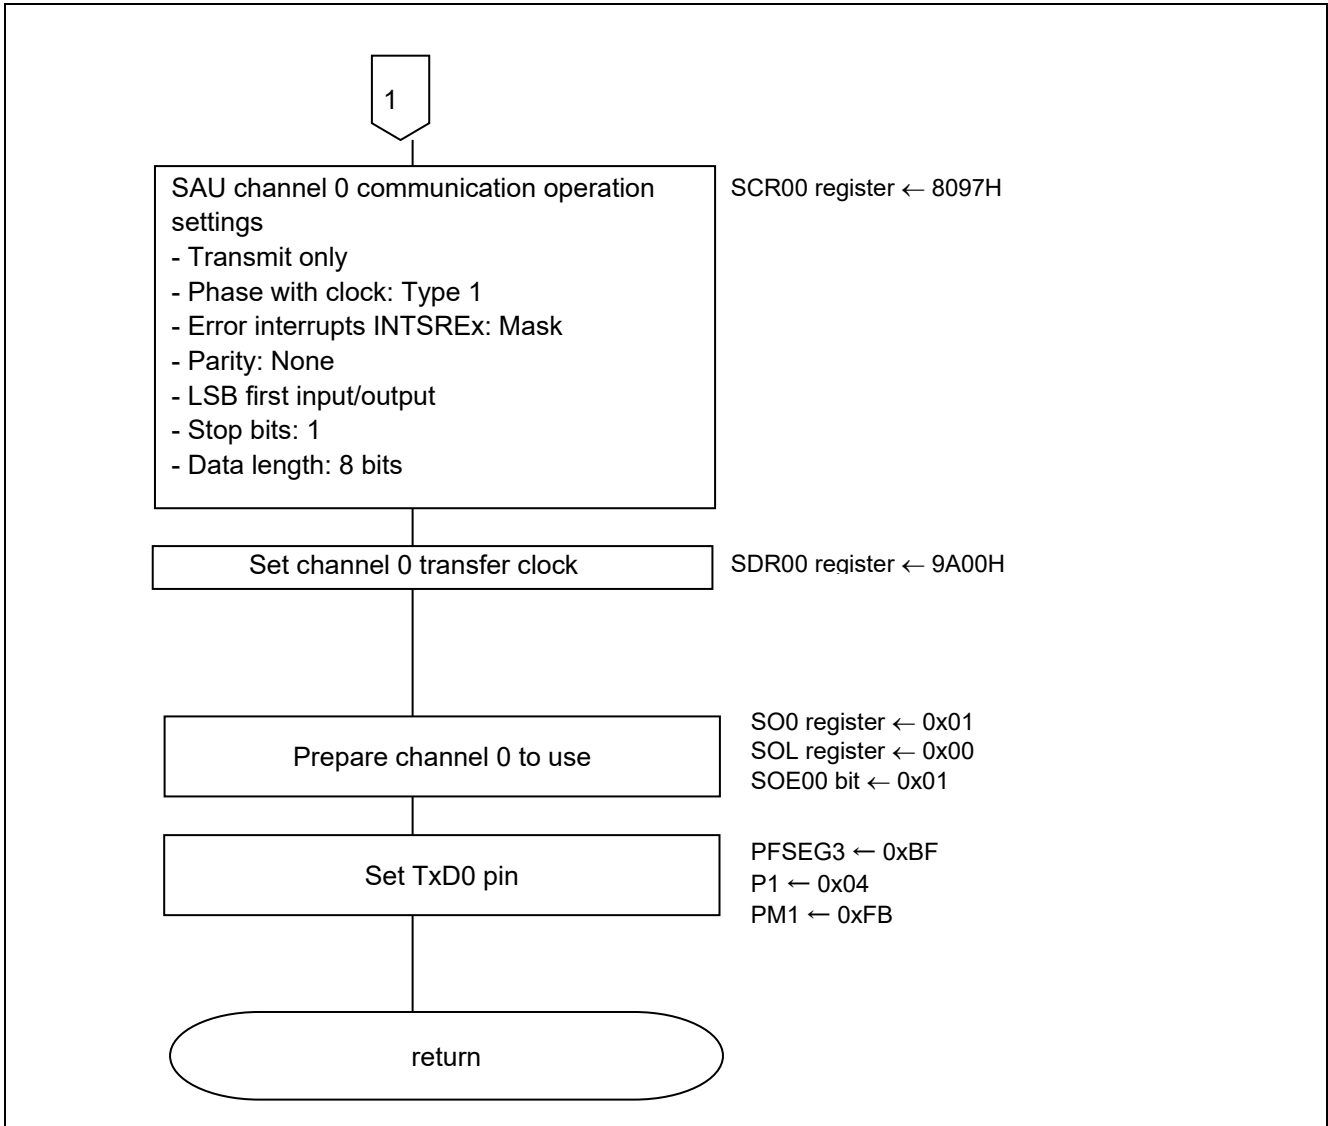 1
SAU channel 0 communication operation
settings
- Transmit only
- Phase with clock: Type 1
- Error interrupts INTSREx: Mask
- Parity: None
- LSB first input/output
- Stop bits: 1
- Data length: 8 bits
SCR00 register ← 8097H
Set channel 0 transfer clock
SDR00 register ← 9A00H
Prepare channel 0 to use
SO0 register ← 0x01
SOL register ← 0x00
SOE00 bit ← 0x01
Set TxD0 pin
PFSEG3 ← 0xBF
P1 ← 0x04
PM1 ← 0xFB
return